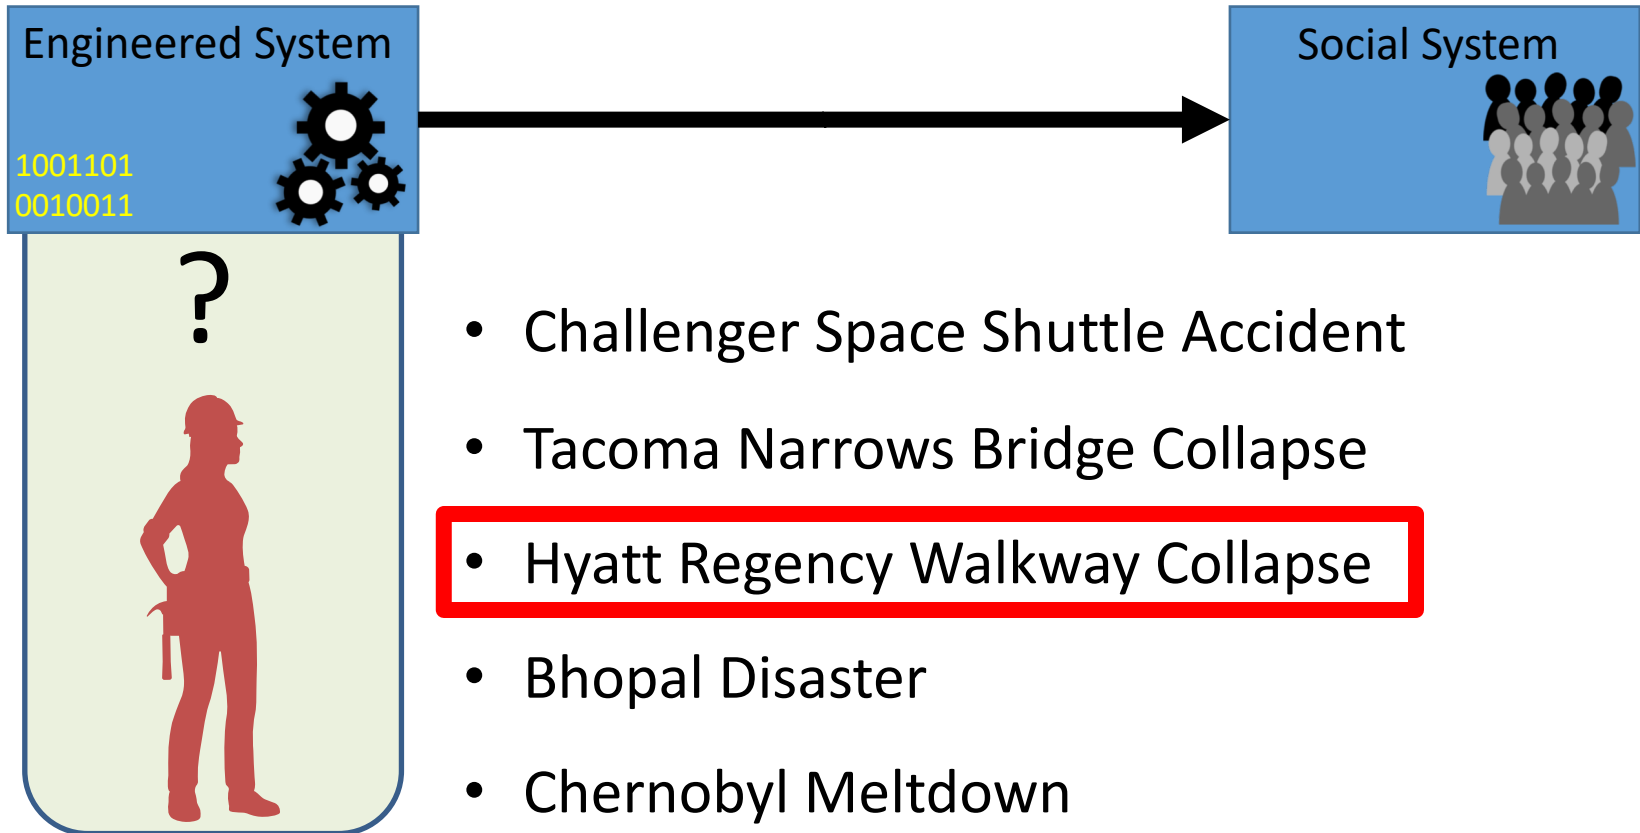 Engineered System
Social System
1001101
0010011
?
• Challenger Space Shuttle Accident
• Tacoma Narrows Bridge Collapse
• Hyatt Regency Walkway Collapse
• Bhopal Disaster
• Chernobyl Meltdown